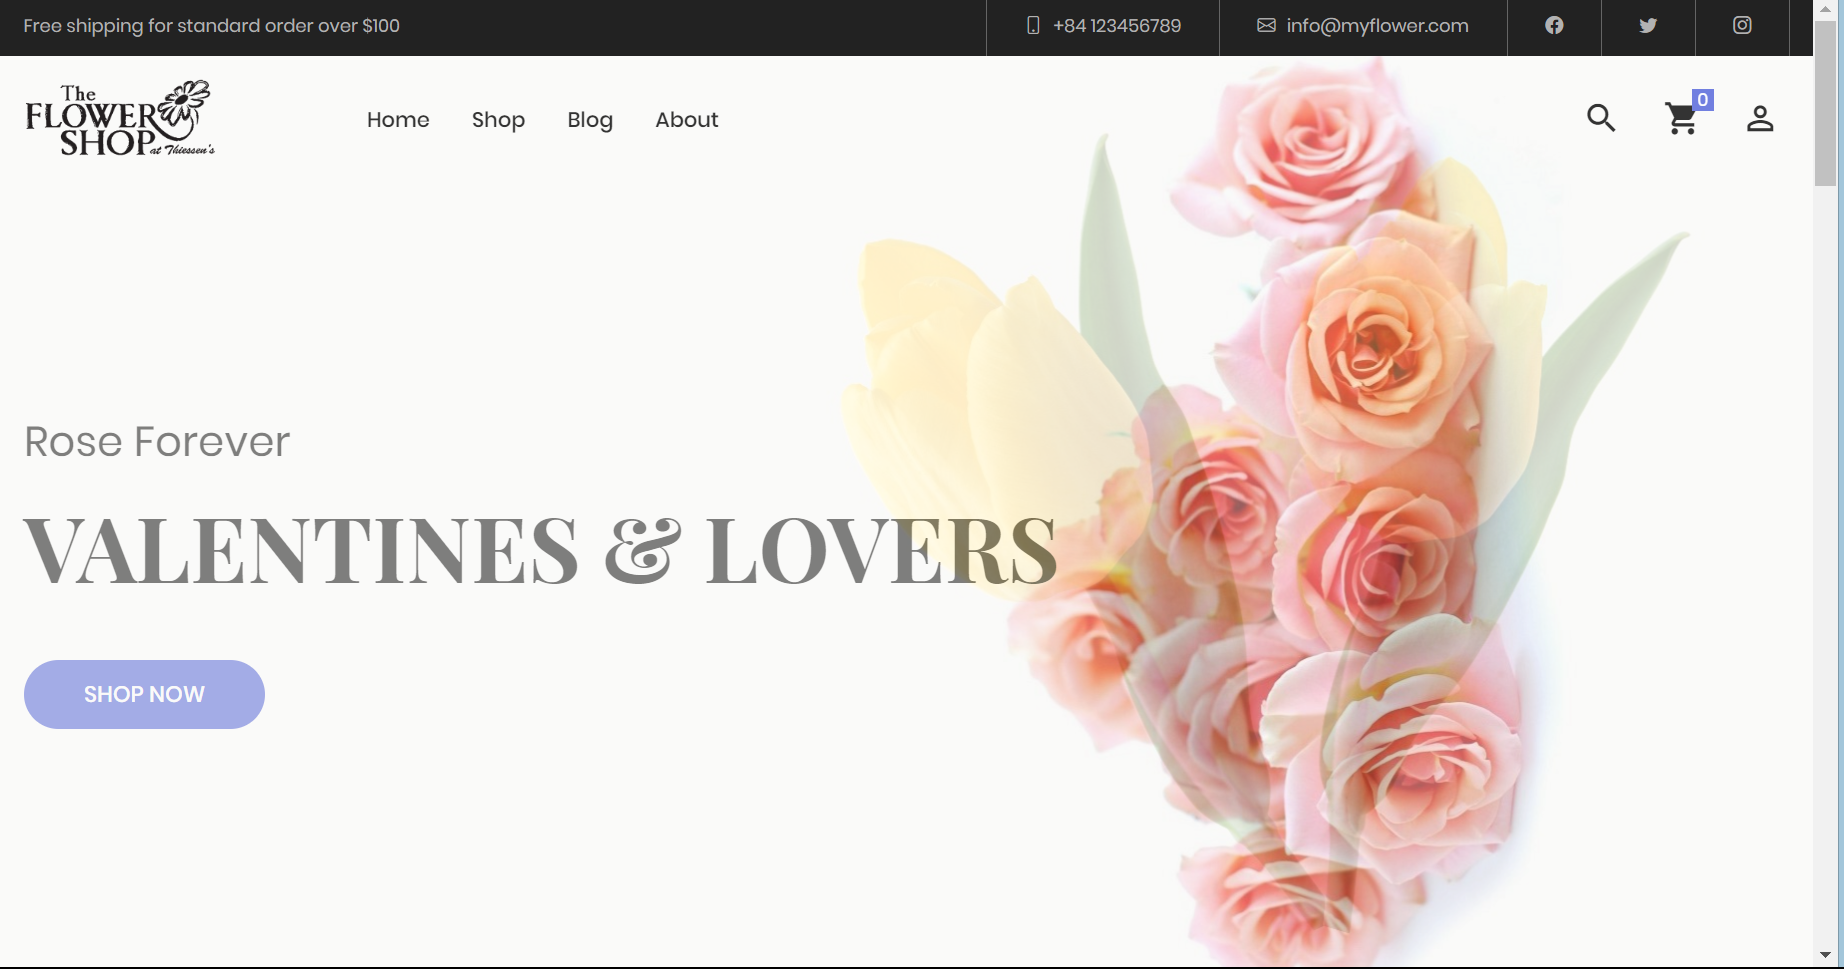 Free shipping for standard order over $100
+84 123456789
info@myflower.com
The
FLOWER
SHOP
at Thiessen's
Home
Shop
Blog
About
0
Rose Forever
VALENTINES & LOVERS
SHOP NOW